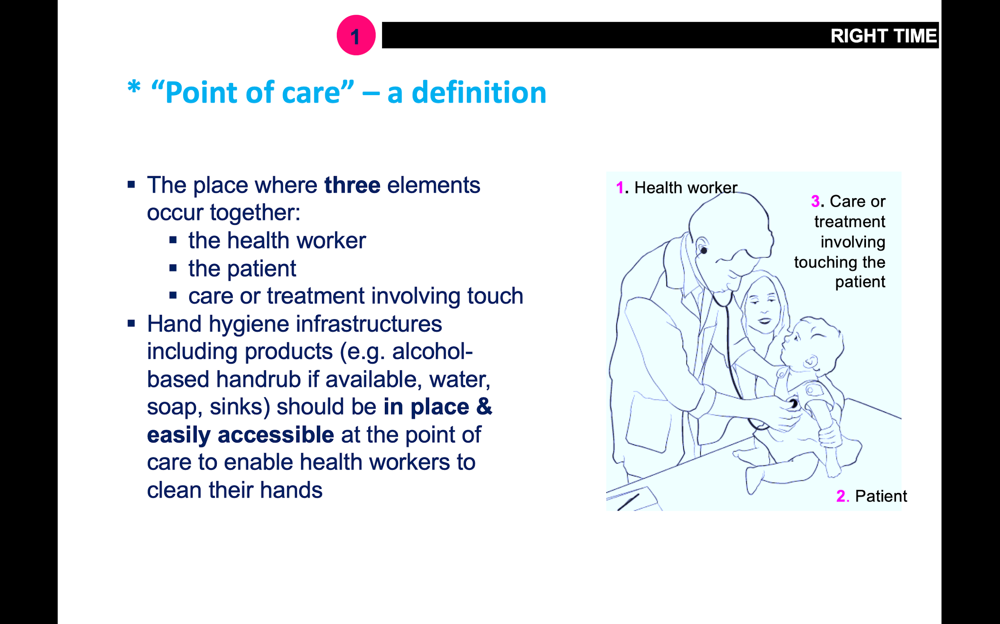 1
RIGHT TIME
* “Point of care” – a definition
▪ The place where three elements
occur together:
▪ the health worker
▪ the patient
▪ care or treatment involving touch
▪ Hand hygiene infrastructures
including products (e.g. alcohol-
based handrub if available, water,
soap, sinks) should be in place &
easily accessible at the point of
care to enable health workers to
clean their hands
1. Health worker
3. Care or
treatment
involving
touching the
patient
2. Patient